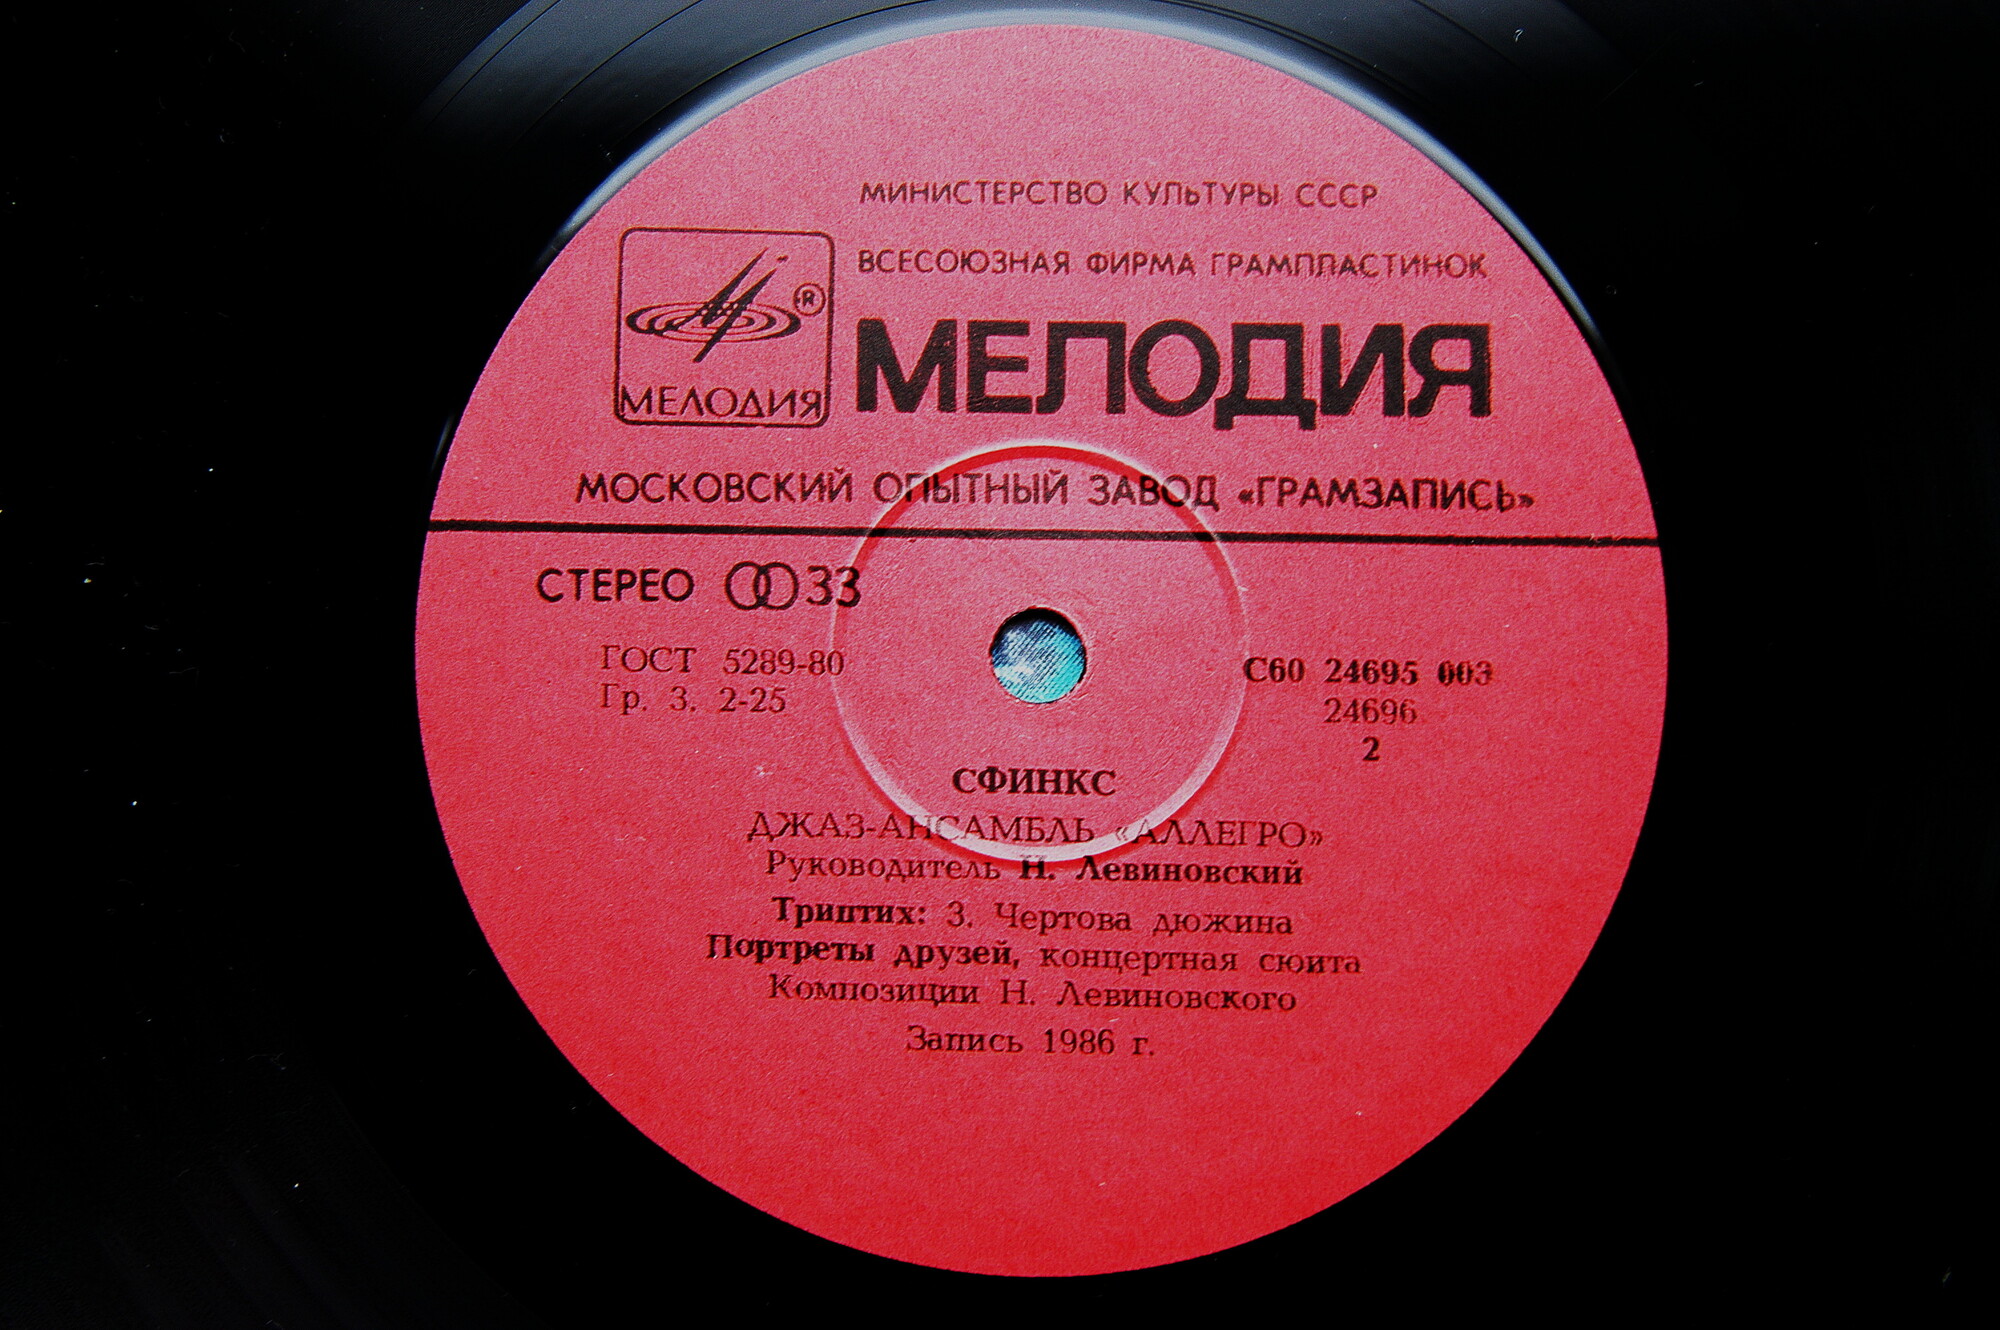 МИНИСТЕРСТВО КУЛЬТУРЫ СССР
ВСЕСОЮЗНАЯ ФИРМА ГРАМПЛАСТИНОК
®
МЕЛОДИЯ
МЕЛОДИЯ
МОСКОВСКИЙ ОПЫТНЫЙ ЗАВОД «ГРАМЗАПИСЬ»
СТЕРЕО 33
ГОСТ 5289-80
Гр. 3. 2-25
С60 24695 003
24696
2
СФИНКС
ДЖАЗ-АНСАМБЛЬ «АЛЛЕГРО»
Руководитель Н. Левиновский
Триптих: 3. Чертова дюжина
Портреты друзей, концертная сюита
Композиции Н. Левиновского
Запись 1986 г.